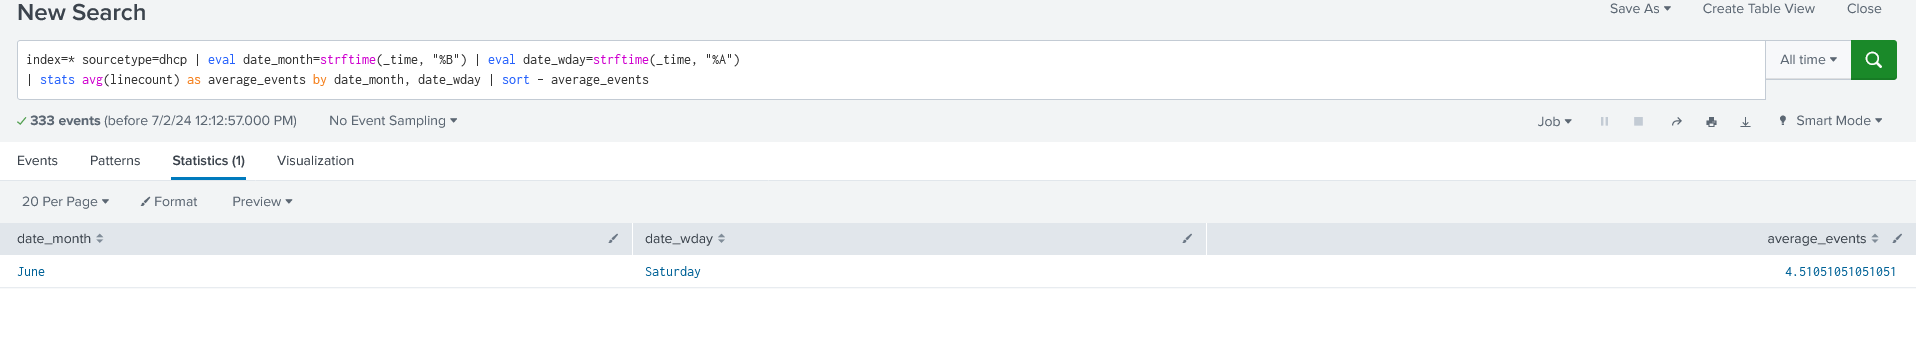 New Search
Save As Create Table View Close
index=* sourcetype=dhcp | eval date_month=strftime(_time, "%B") | eval date_wday=strftime(_time, "%A")
| stats avg(linecount) as average_events by date_month, date_wday | sort - average_events
All time
333 events (before 7/2/24 12:12:57.000 PM) No Event Sampling
Job Smart Mode
Events Patterns Statistics (1) Visualization
20 Per Page Format Preview
date_month date_wday average_events
June Saturday 4.51051051051051